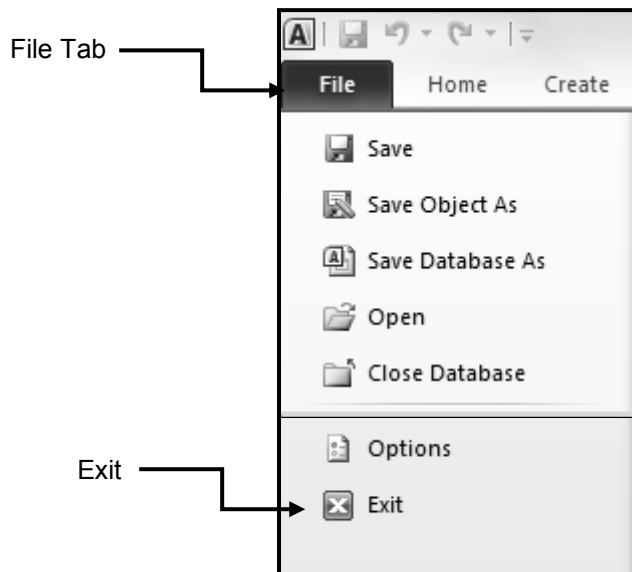 A
File Tab
File Home Create
Save
Save Object As
Save Database As
Open
Close Database
Options
Exit
Exit